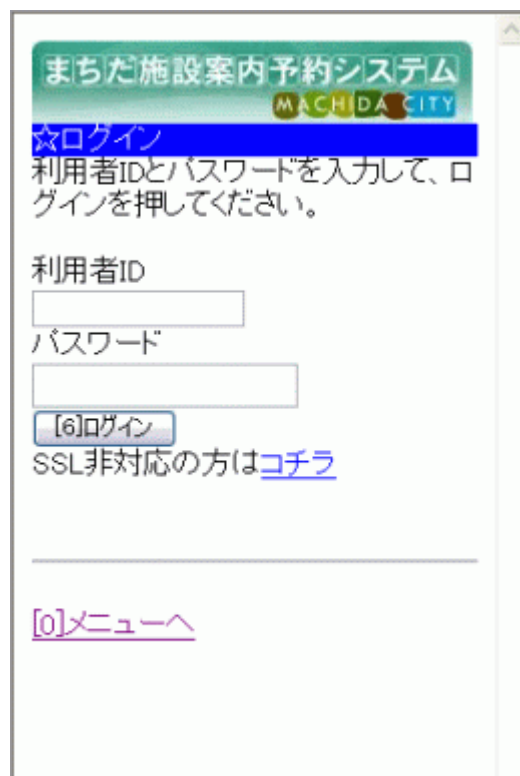 まちだ施設案内予約システム
MACHIDA CITY
☆ログイン
利用者IDとパスワードを入力して、ロ
グインを押してください。
利用者ID
パスワード
[6]ログイン
SSL非対応の方はコチラ
[0]メニューへ